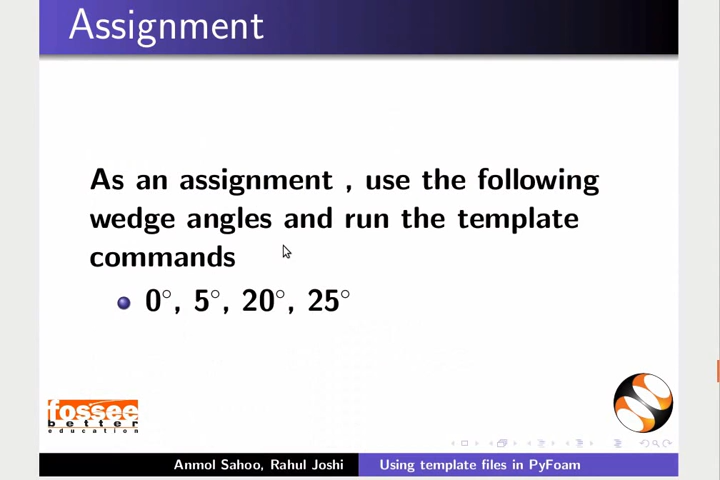 Assignment
As an assignment , use the following
wedge angles and run the template
commands
0°, 5°, 20°, 25°
fossee
better
education
Anmol Sahoo, Rahul Joshi Using template files in PyFoam